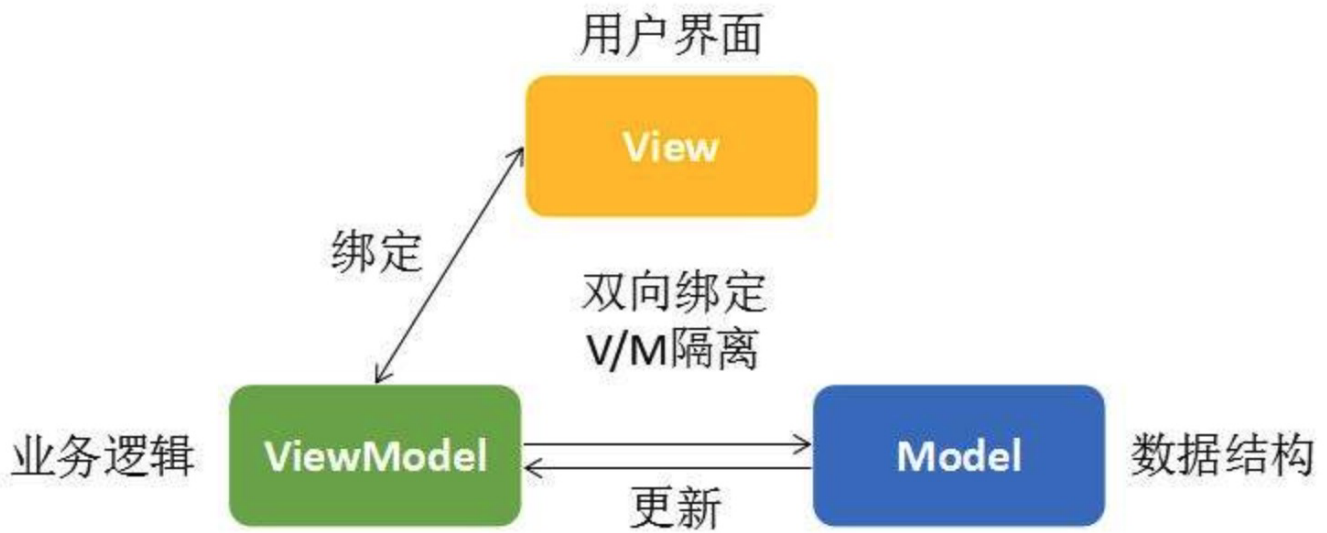 用户界面
View
绑定
双向绑定
V/M隔离
业务逻辑
ViewModel
Model
数据结构
更新